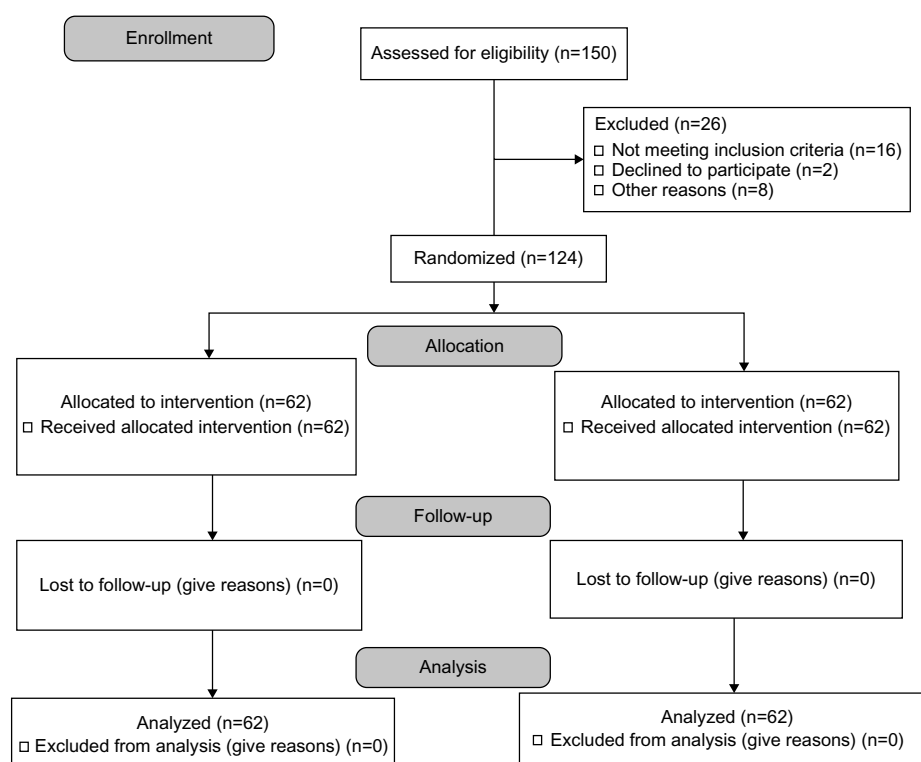 Enrollment
Assessed for eligibility (n=150)
Excluded (n=26)
□ Not meeting inclusion criteria (n=16)
□ Declined to participate (n=2)
□ Other reasons (n=8)
Randomized (n=124)
Allocation
Allocated to intervention (n=62)
□ Received allocated intervention (n=62)
Allocated to intervention (n=62)
□ Received allocated intervention (n=62)
Follow-up
Lost to follow-up (give reasons) (n=0)
Lost to follow-up (give reasons) (n=0)
Analysis
Analyzed (n=62)
□ Excluded from analysis (give reasons) (n=0)
Analyzed (n=62)
□ Excluded from analysis (give reasons) (n=0)